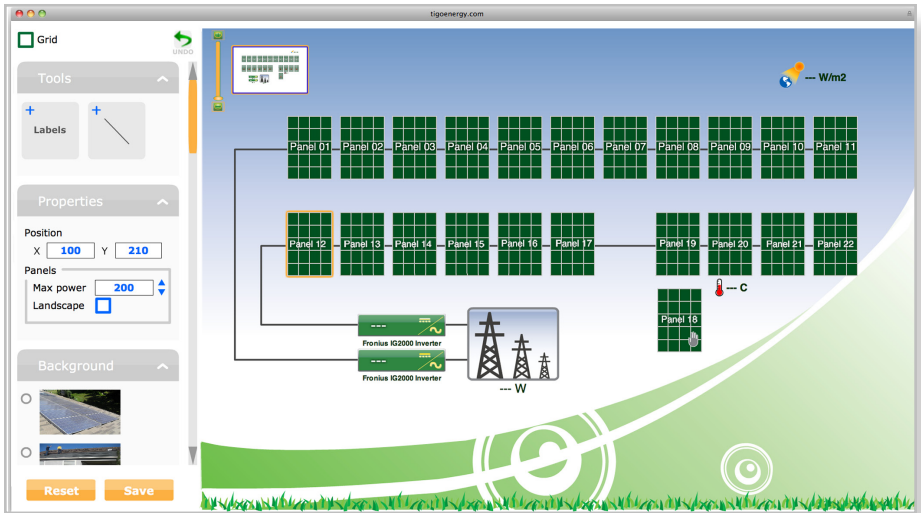 tigoenergy.com
Grid
UNDO
Tools
+ Labels
+
Properties
Position
X 100 Y 210
Panels
Max power 200
Landscape
Background
Reset Save
--- W/m2
Panel 01 Panel 02 Panel 03 Panel 04 Panel 05 Panel 06 Panel 07 Panel 08 Panel 09 Panel 10 Panel 11
Panel 12 Panel 13 Panel 14 Panel 15 Panel 16 Panel 17 Panel 19 Panel 20 Panel 21 Panel 22
--- C
Panel 18
---
Fronius IG2000 Inverter
---
Fronius IG2000 Inverter
--- W